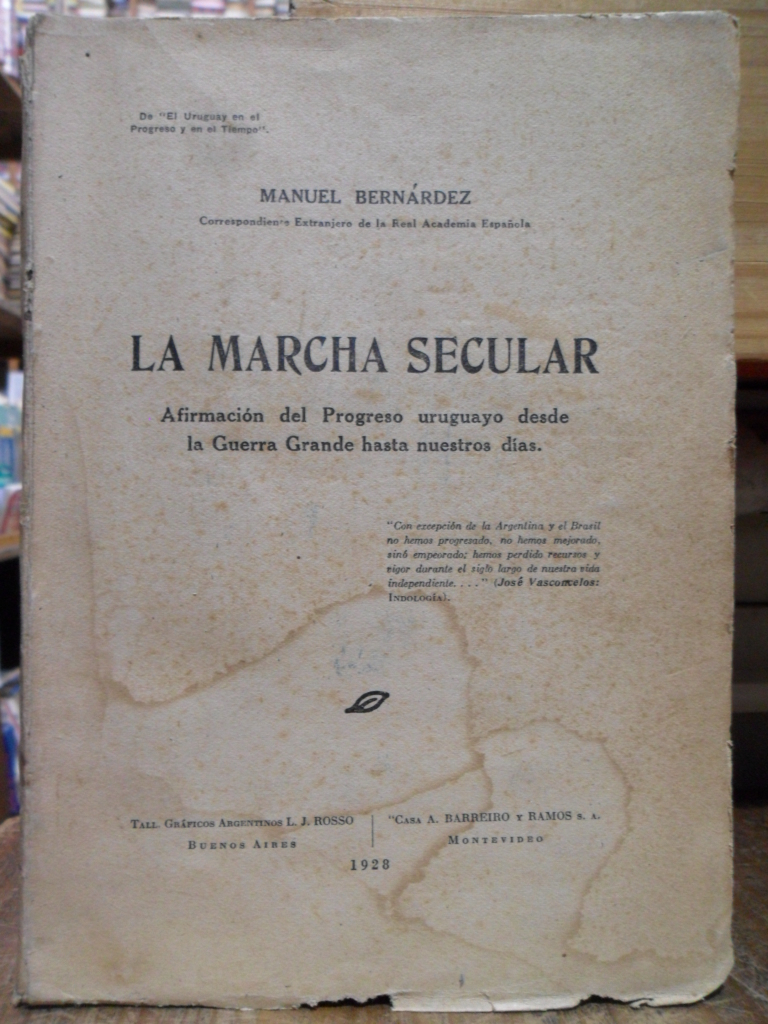 De "El Uruguay en el
Progreso y en el Tiempo".
MANUEL BERNÁRDEZ
Correspondiente Extranjero de la Real Academia Española
LA MARCHA SECULAR
Afirmación del Progreso uruguayo desde
la Guerra Grande hasta nuestros días.
"Con excepción de la Argentina y el Brasil
no hemos progresado, no hemos mejorado,
sinó empeorado; hemos perdido recursos y
vigor durante el siglo largo de nuestra vida
independiente...." (José Vasconcelos:
INDOLOGÍA).
TALL. GRÁFICOS ARGENTINOS L. J. ROSSO
BUENOS AIRES
"CASA A. BARREIRO Y RAMOS S. A.
MONTEVIDEO
1928